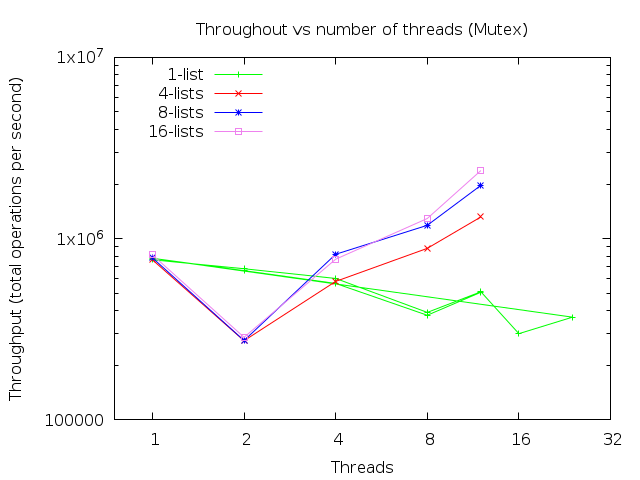 Throughout vs number of threads (Mutex)
1x10^7
1x10^6
100000
Throughput (total operations per second)
1-list
4-lists
8-lists
16-lists
1 2 4 8 16 32
Threads